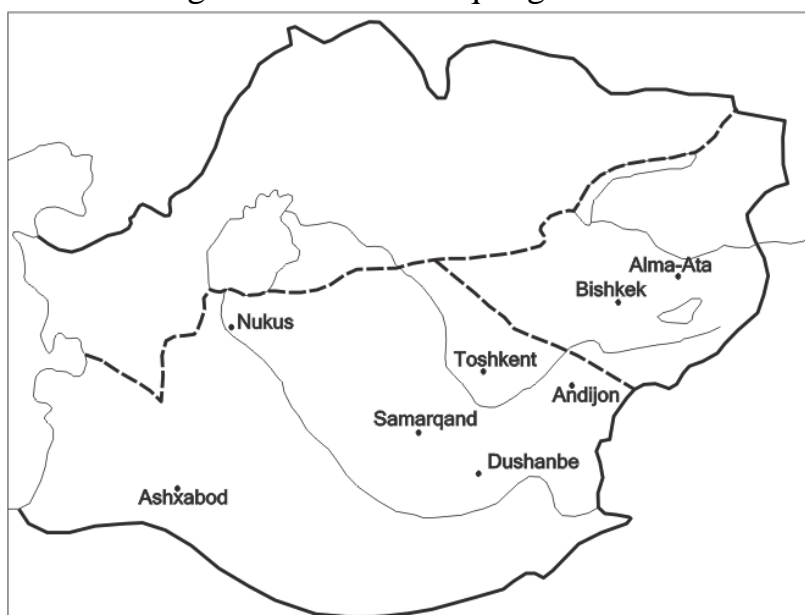 Alma-Ata
Bishkek
Nukus
Toshkent
Andijon
Samarqand
Dushanbe
Ashxabod